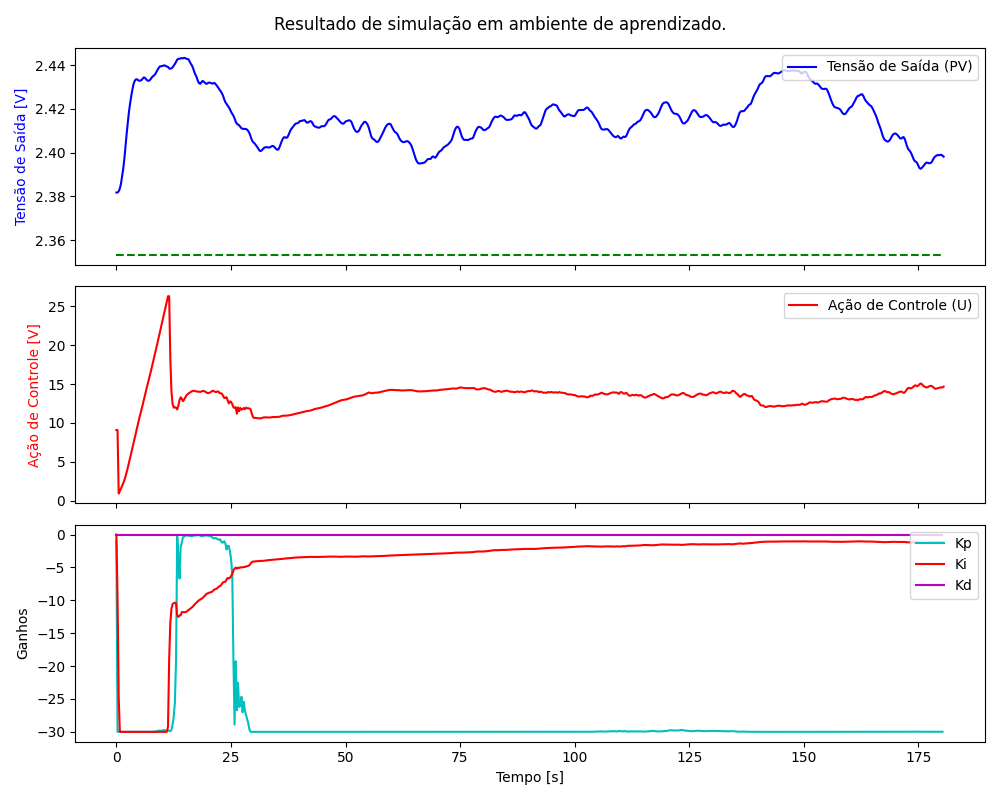 Resultado de simulação em ambiente de aprendizado.
Tensão de Saída [V]
2.44
2.42
2.40
2.38
2.36
Tensão de Saída (PV)
Ação de Controle [V]
25
20
15
10
5
0
Ação de Controle (U)
Ganhos
0
−5
−10
−15
−20
−25
−30
Kp
Ki
Kd
0 25 50 75 100 125 150 175
Tempo [s]